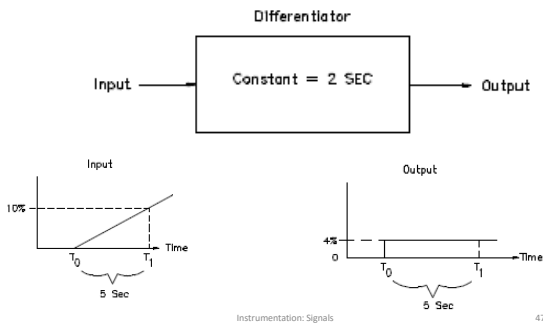 Differentiator
Input
Constant = 2 SEC
Output
Input
10%
T0
T1
Time
5 Sec
Output
4%
0
T0
T1
Time
5 Sec
Instrumentation: Signals
47